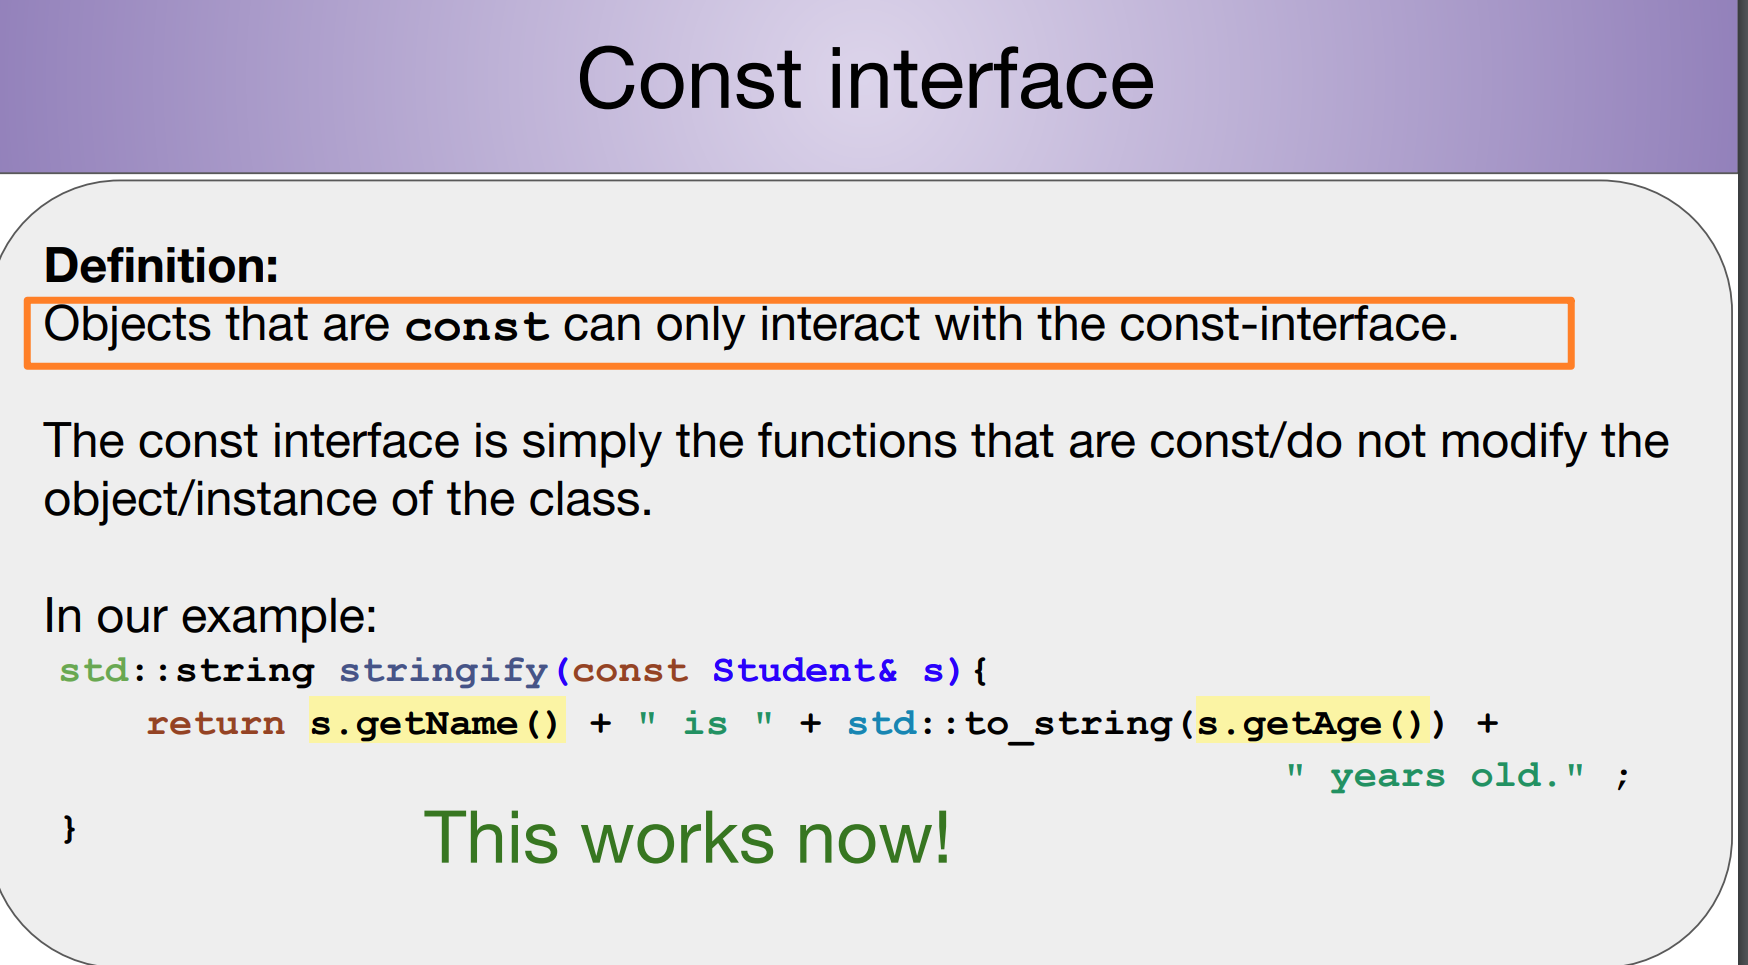 Const interface
Definition:
Objects that are const can only interact with the const-interface.
The const interface is simply the functions that are const/do not modify the
object/instance of the class.
In our example:
std::string stringify(const Student& s){
return s.getName() + " is " + std::to_string(s.getAge()) +
" years old." ;
}
This works now!